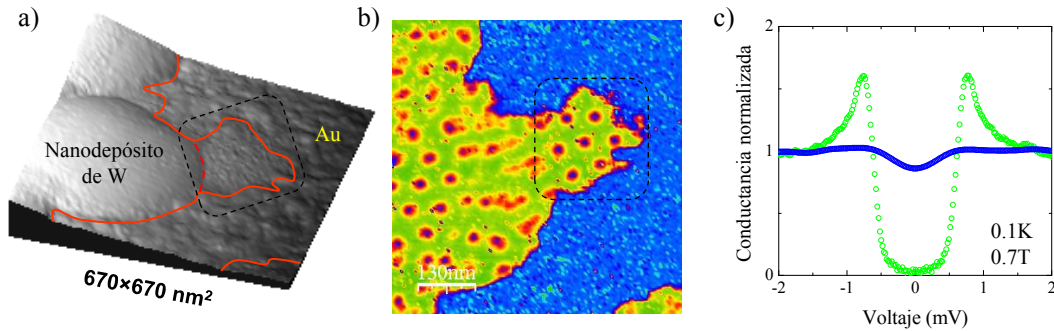 a)
Nanodepósito
de W
Au
670×670 nm²
b)
130nm
c)
Conductancia normalizada
2
1
0
-2
-1
0
1
2
0.1K
0.7T
Voltaje (mV)